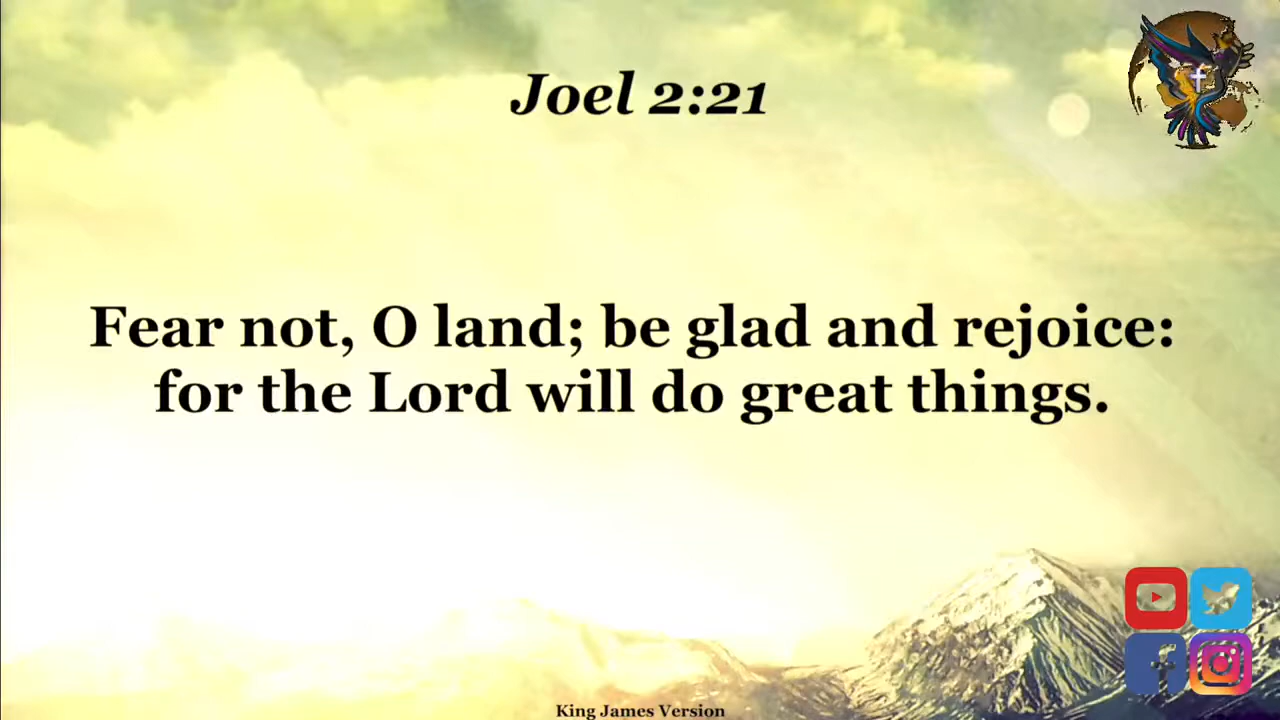 Joel 2:21
Fear not, O land; be glad and rejoice:
for the Lord will do great things.
King James Version